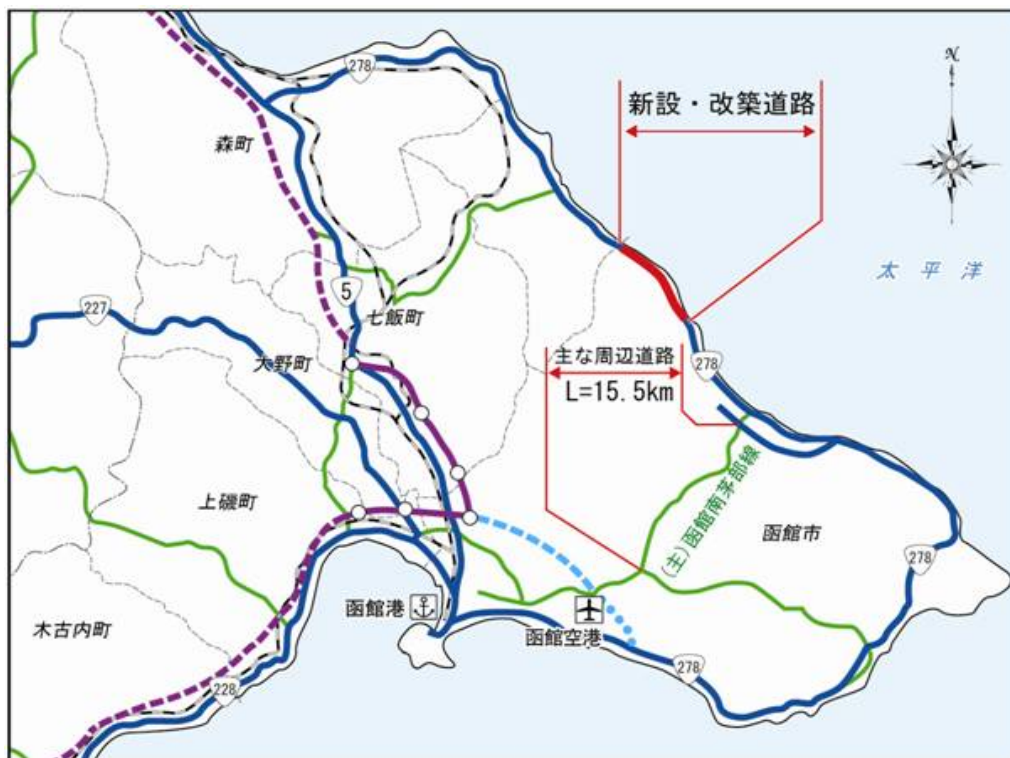 278
N
新設・改築道路
森町
太平洋
5
227
七飯町
主な周辺道路
278
大野町
L=15.5km
(主)函館南茅部線
上磯町
函館市
278
函館港
木古内町
函館空港
278
228